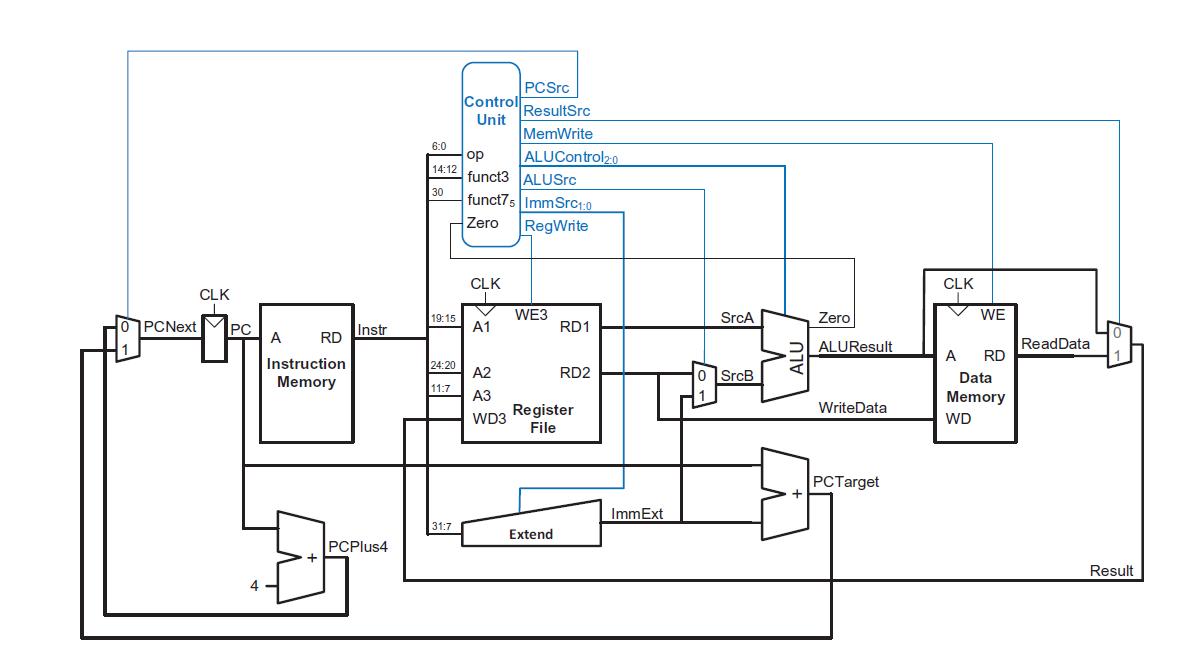 PCSrc
Control
Unit
ResultSrc
MemWrite
6:0
op
ALUControl2:0
14:12
funct3
ALUSrc
30
funct75
ImmSrc1:0
Zero
RegWrite
CLK
CLK
CLK
0
PCNext
PC
A
RD
Instr
19:15
A1
WE3
RD1
SrcA
Zero
WE
0
1
Instruction
Memory
24:20
A2
RD2
0
SrcB
ALU
ALUResult
A
RD
ReadData
1
11:7
A3
1
Data
Memory
WD3
Register
File
WriteData
WD
PCTarget
+
ImmExt
31:7
Extend
PCPlus4
+
4
Result